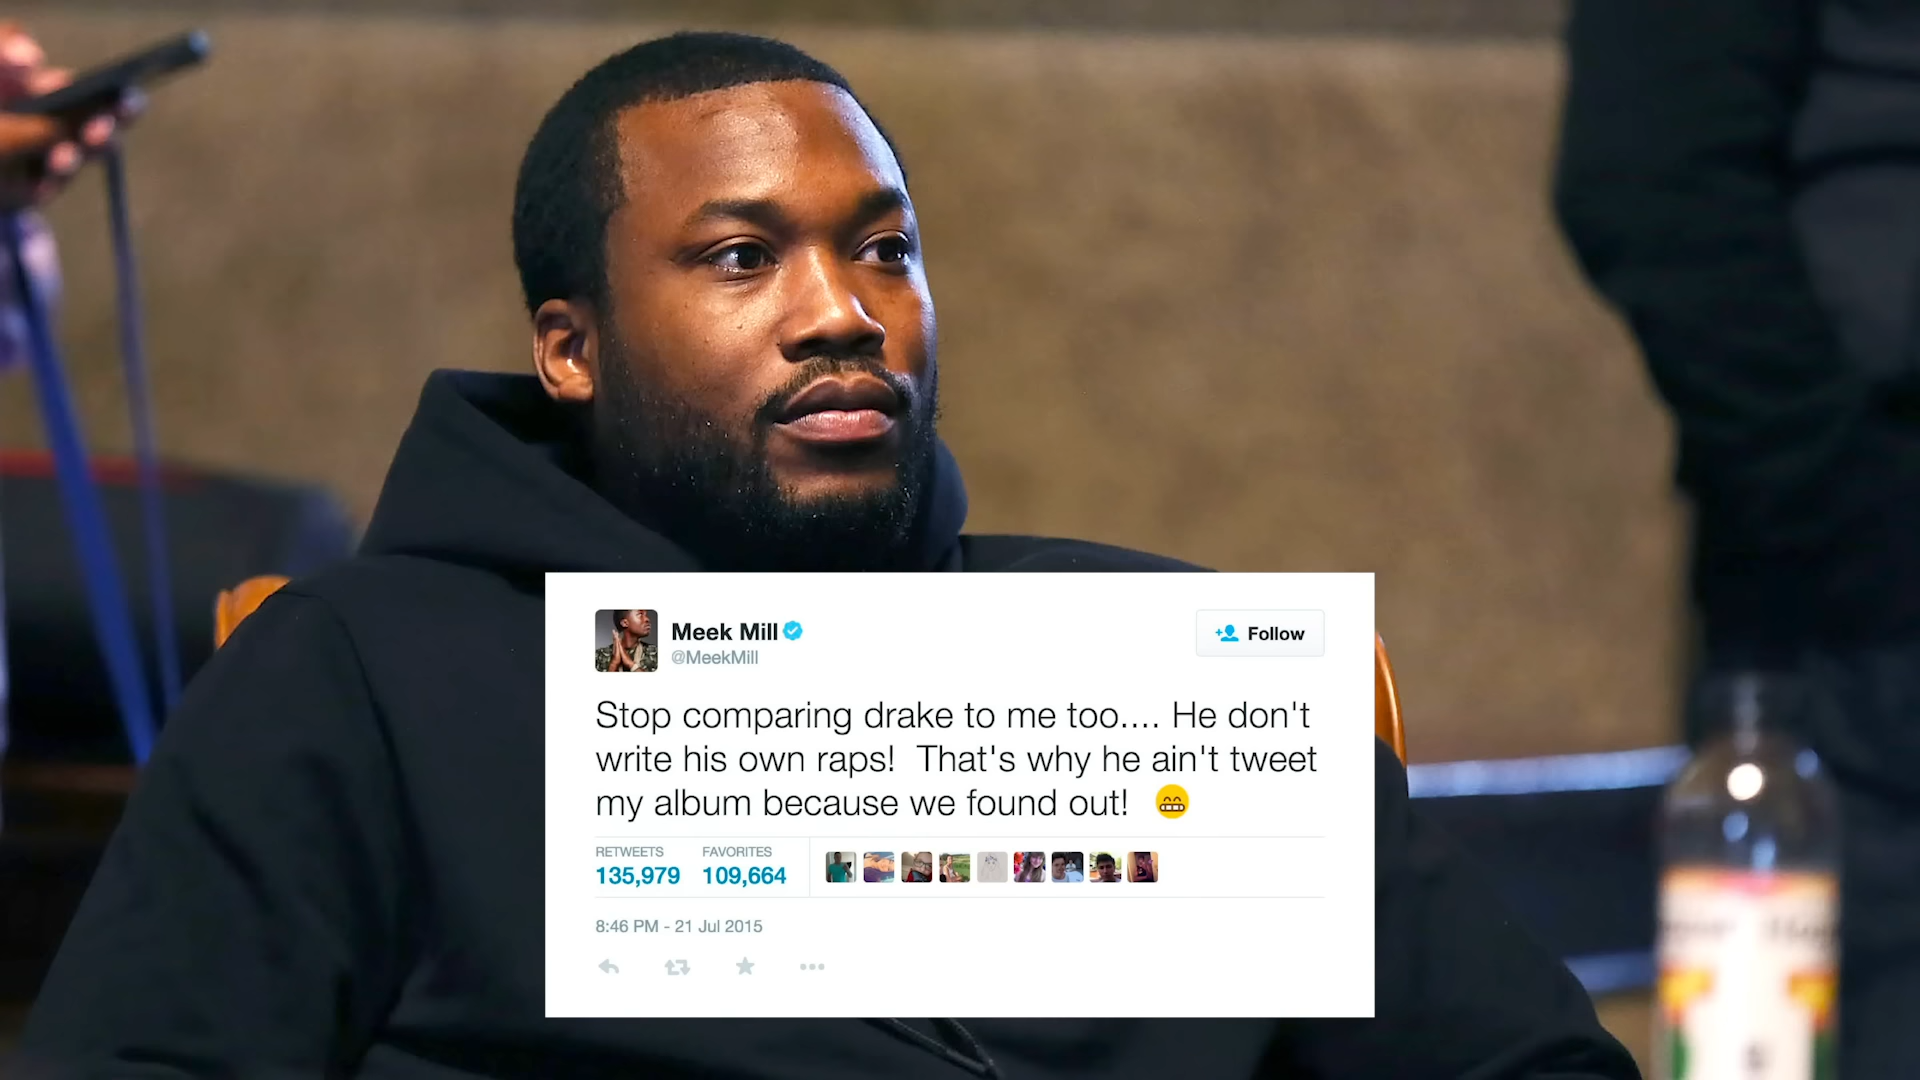 Meek Mill
@MeekMill
Follow
Stop comparing drake to me too.... He don't
write his own raps!  That's why he ain't tweet
my album because we found out! 😁
RETWEETS FAVORITES
135,979 109,664
8:46 PM - 21 Jul 2015